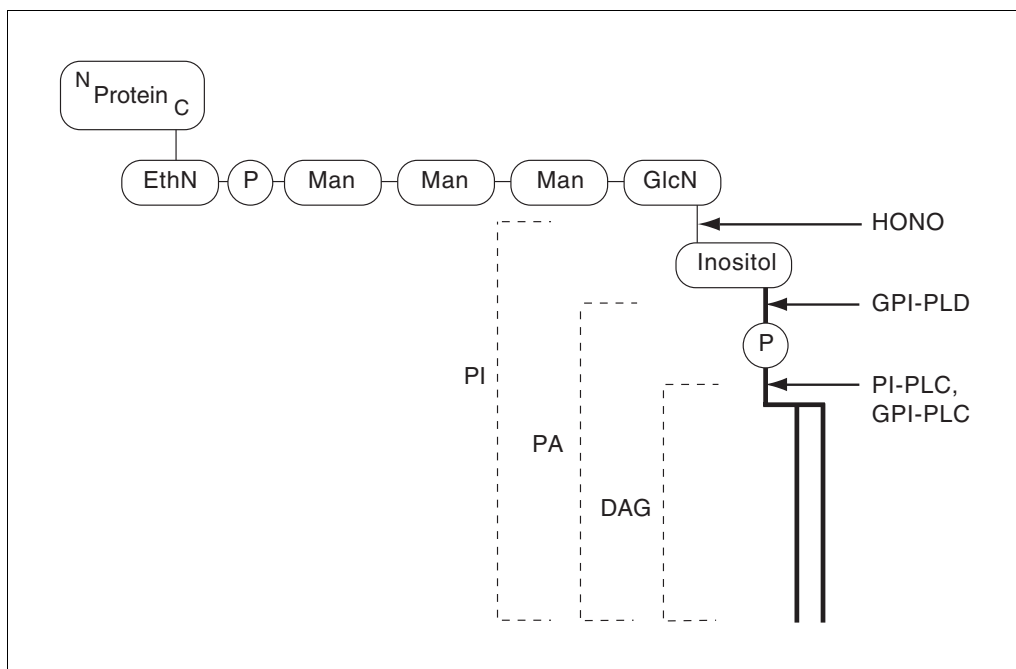 N Protein C
EthN P Man Man Man GlcN
HONO
Inositol
GPI-PLD
P
PI
PI-PLC,
GPI-PLC
PA
DAG